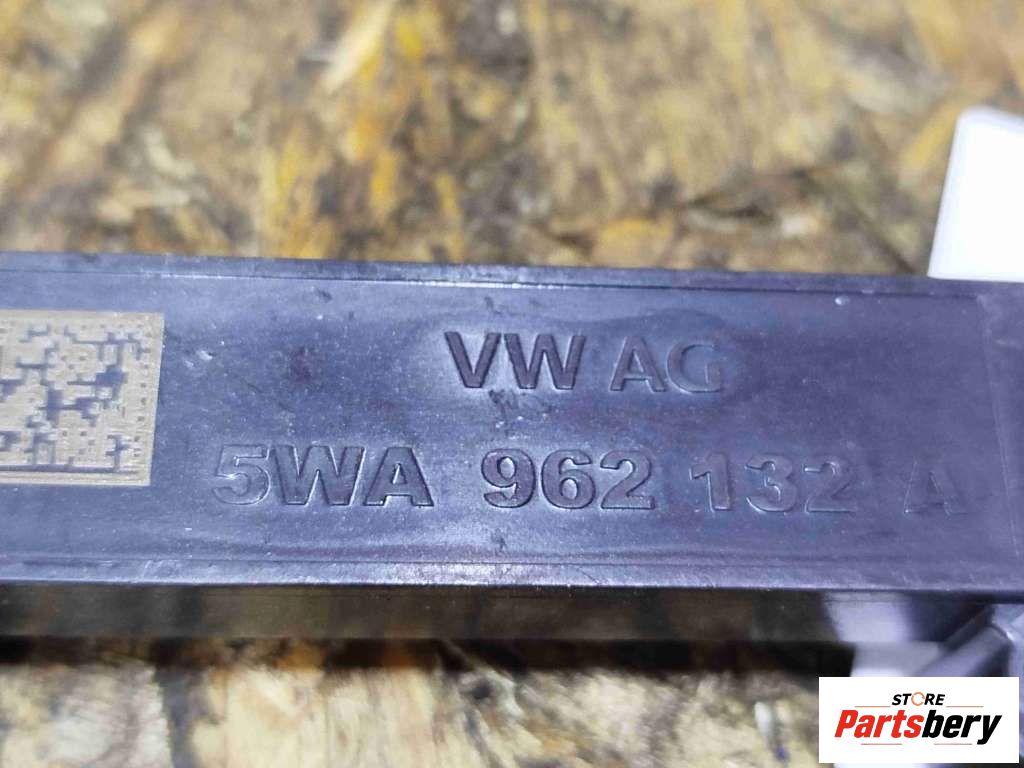 VW AG
5WA 962 132 A
STORE
Partsbery